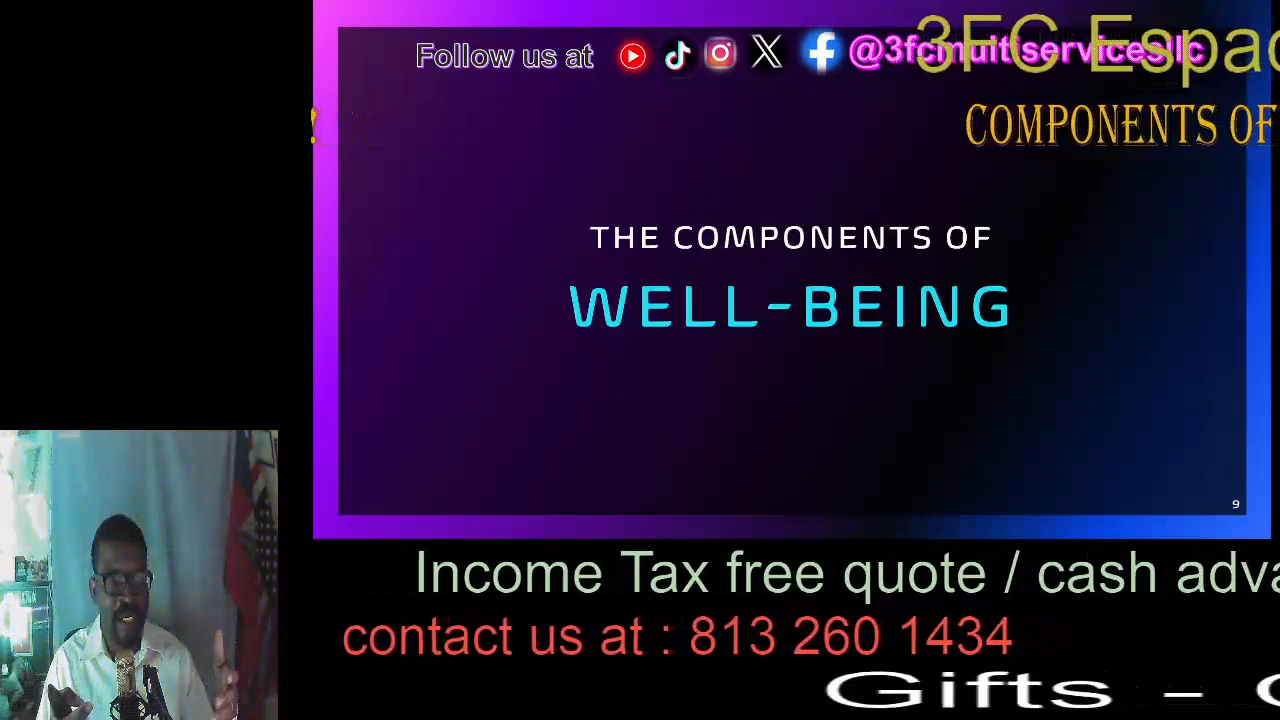 Follow us at @3fcmultiservicesllc
3FC Espac
! COMPONENTS OF
THE COMPONENTS OF
WELL-BEING
9
Income Tax free quote / cash adva
contact us at : 813 260 1434
Gifts -